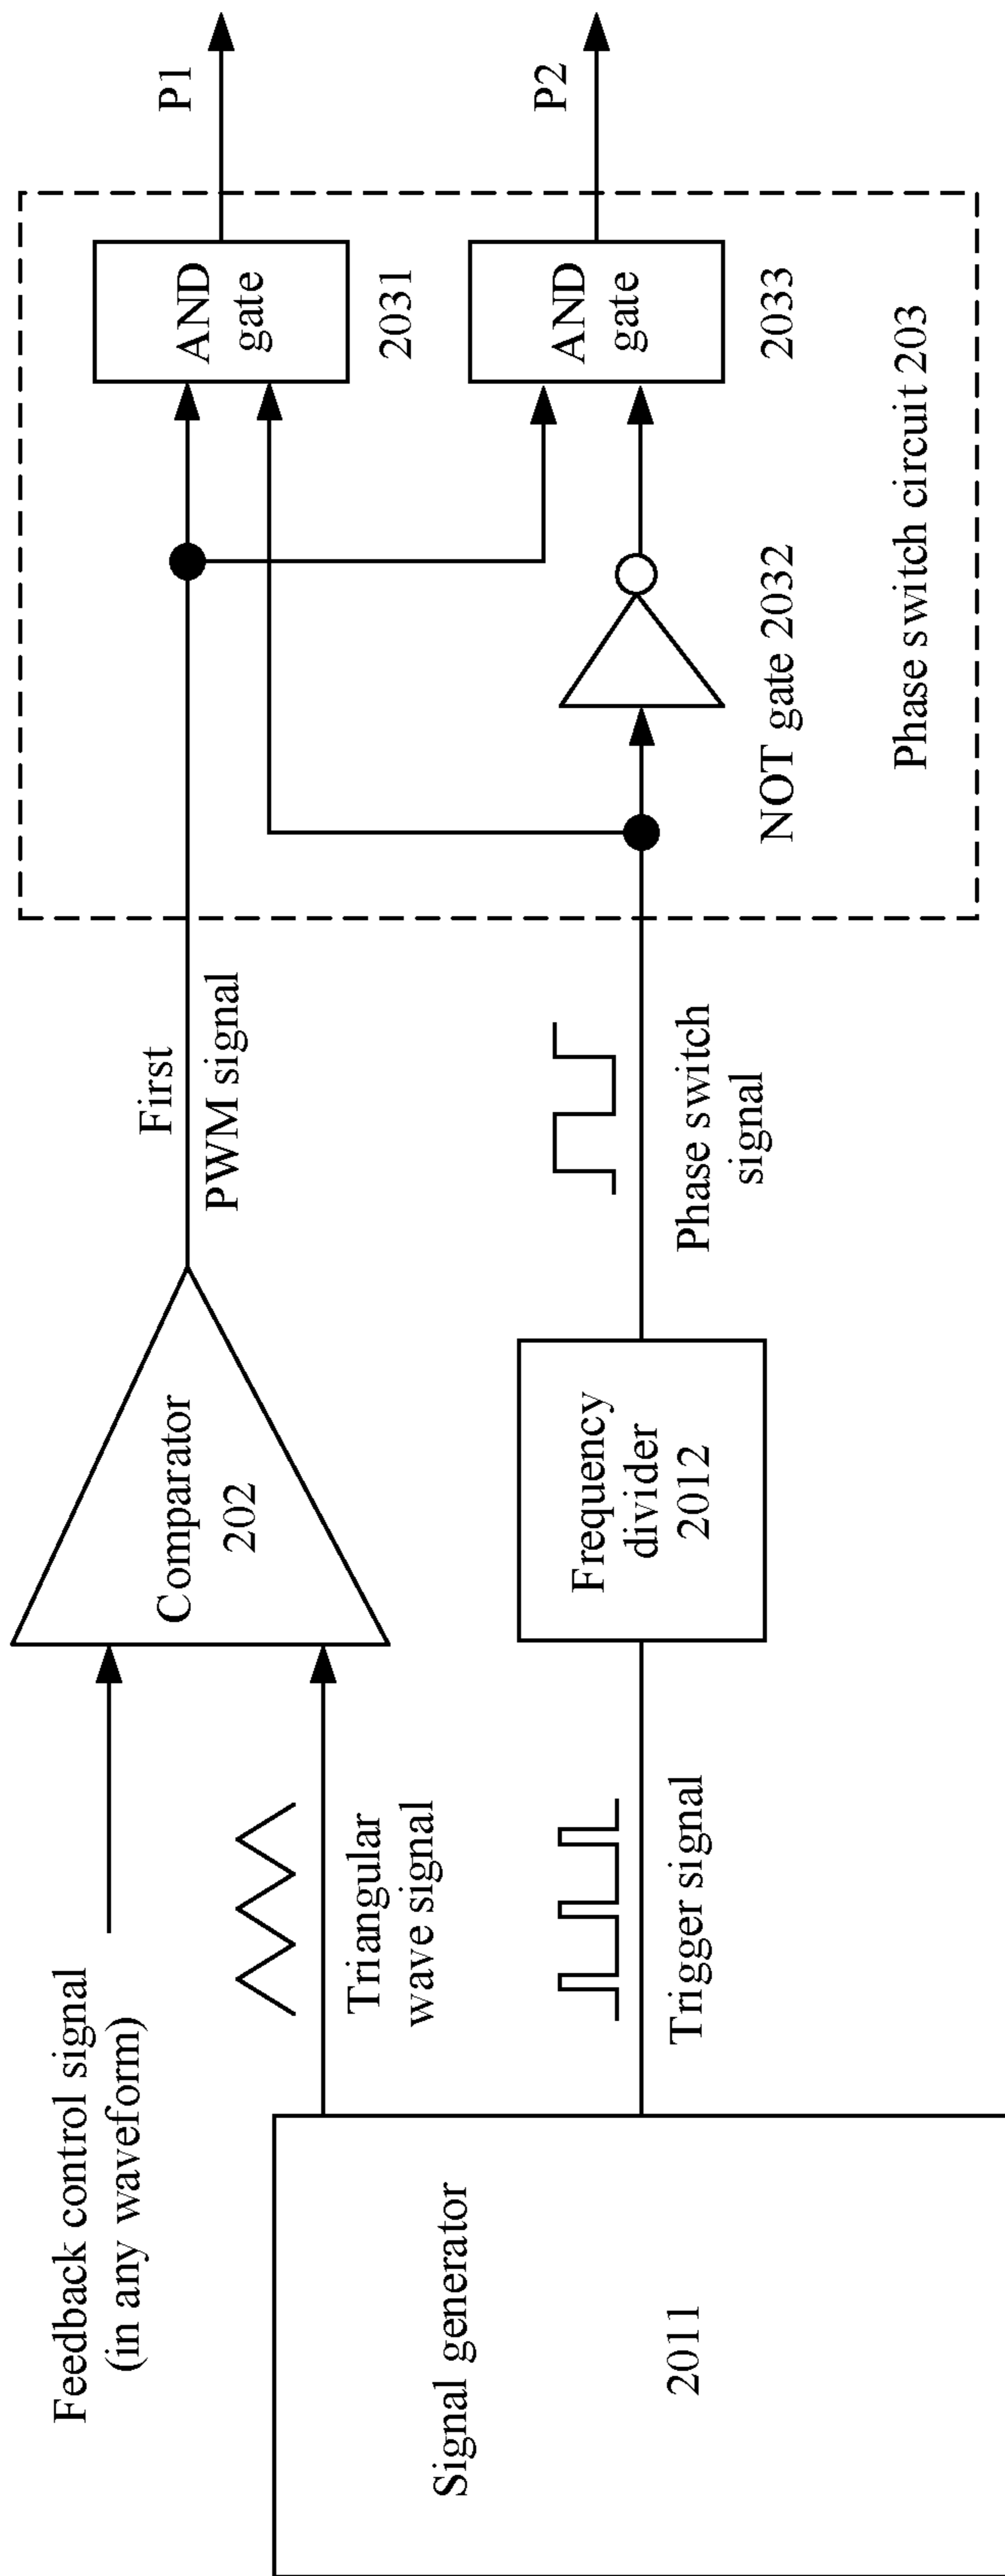 Feedback control signal
(in any waveform)
Signal generator
2011
Triangular
wave signal
Trigger signal
Comparator
202
Frequency
divider
2012
First
PWM signal
Phase switch
signal
AND
gate
2031
AND
gate
2033
NOT gate 2032
Phase switch circuit 203
P1
P2